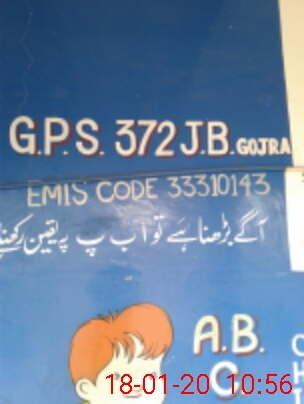 G.P.S. 372 J.B. GOJRA
EMIS CODE 33310143
آگے بڑھنا ہے تو آپ پر یقین رکھنا
A.B.
C.
18-01-20 10:56